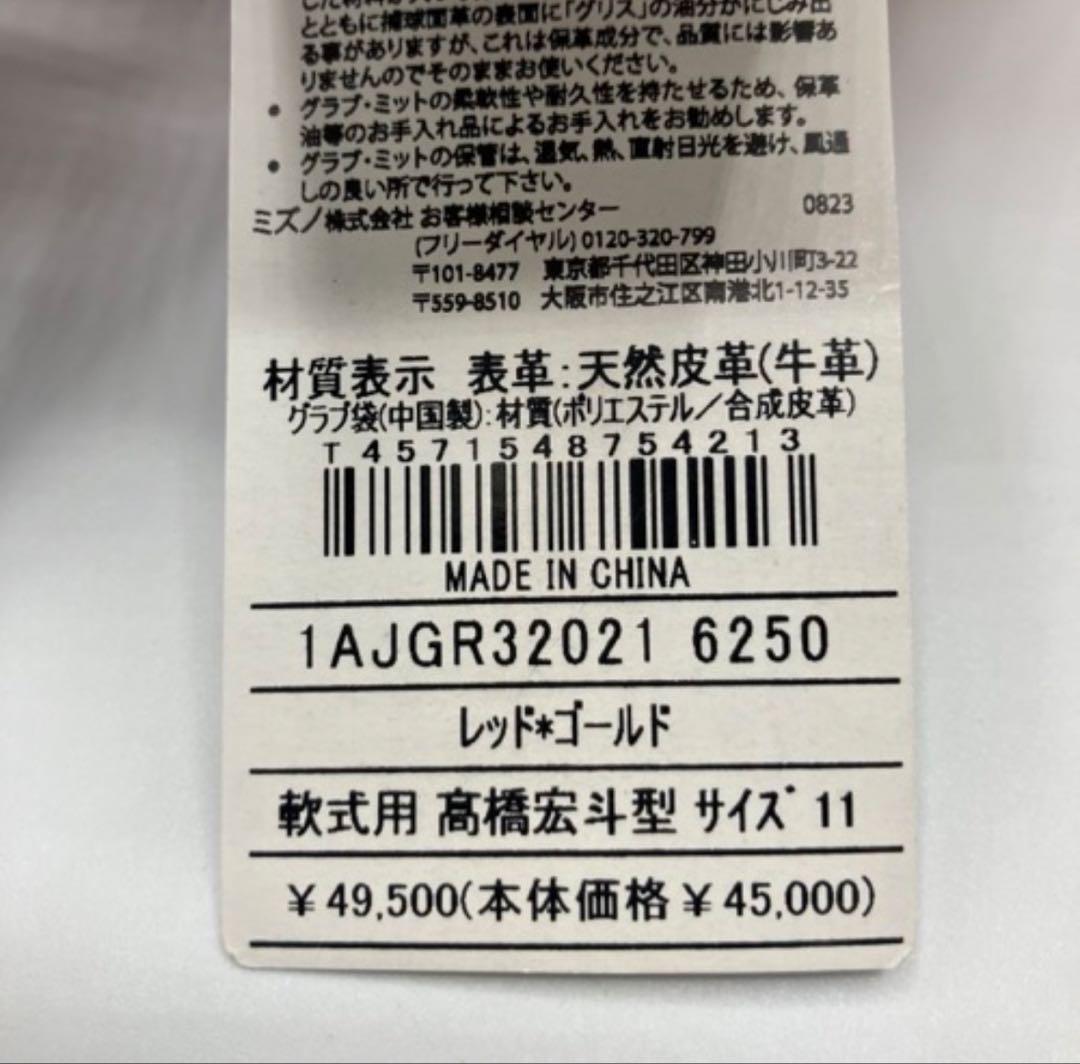 とともに捕球面革の表面に「グリス」の油分がにじみ出
る事がありますが、これは保革成分で、品質には影響あ
りませんのでそのままお使いください。
• グラブ・ミットの柔軟性や耐久性を持たせるため、保革
油等のお手入れ品によるお手入れをお勧めします。
• グラブ・ミットの保管は、湿気、熱、直射日光を避け、風通
しの良い所で行って下さい。
ミズノ株式会社 お客様相談センター 0823
(フリーダイヤル) 0120-320-799
〒101-8477 東京都千代田区神田小川町3-22
〒559-8510 大阪市住之江区南港北1-12-35
材質表示 表革:天然皮革(牛革)
グラブ袋(中国製):材質(ポリエステル/合成皮革)
T 4571548754213
MADE IN CHINA
1AJGR32021 6250
レッド*ゴールド
軟式用 髙橋宏斗型 サイズ 11
¥49,500(本体価格¥45,000)